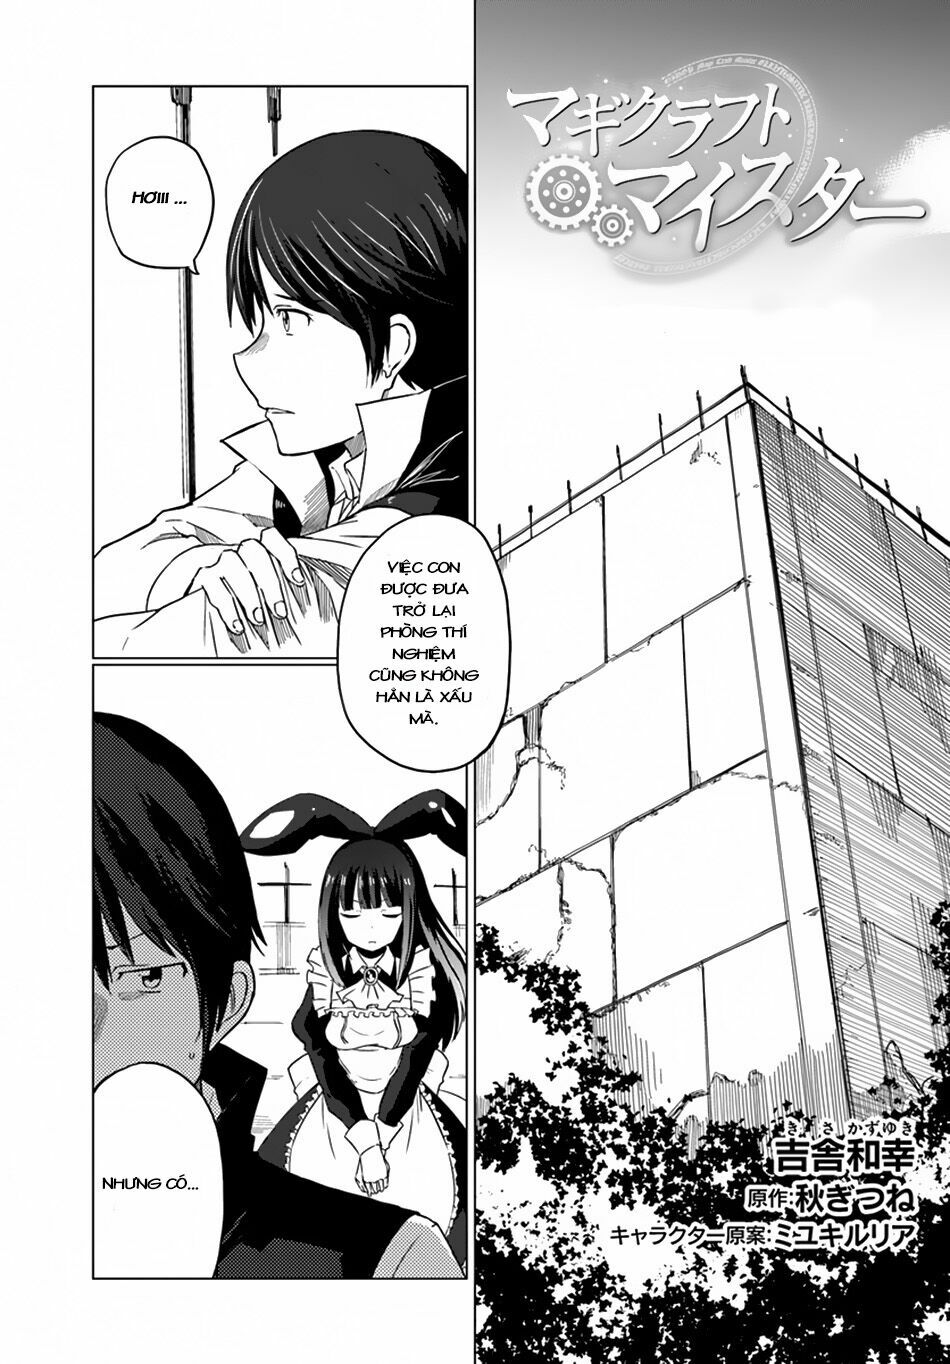 マギクラフト
マイスター
HƠIII ...
VIỆC CON
ĐƯỢC ĐƯA
TRỞ LẠI
PHÒNG THÍ
NGHIỆM
CŨNG KHÔNG
HẲN LÀ XẤU
MÀ.
NHƯNG CÓ...
きさかずゆき
吉舎和幸
原作:秋ぎつね
キャラクター原案:ミユキルリア